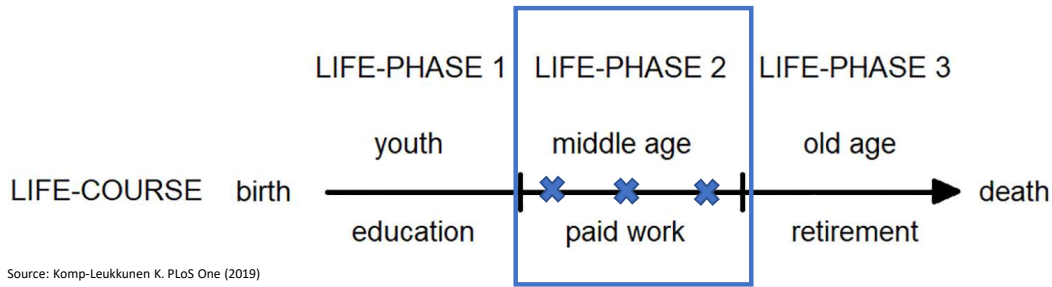 LIFE-PHASE 1 LIFE-PHASE 2 LIFE-PHASE 3
youth middle age old age
LIFE-COURSE birth death
education paid work retirement
Source: Komp-Leukkunen K. PLoS One (2019)